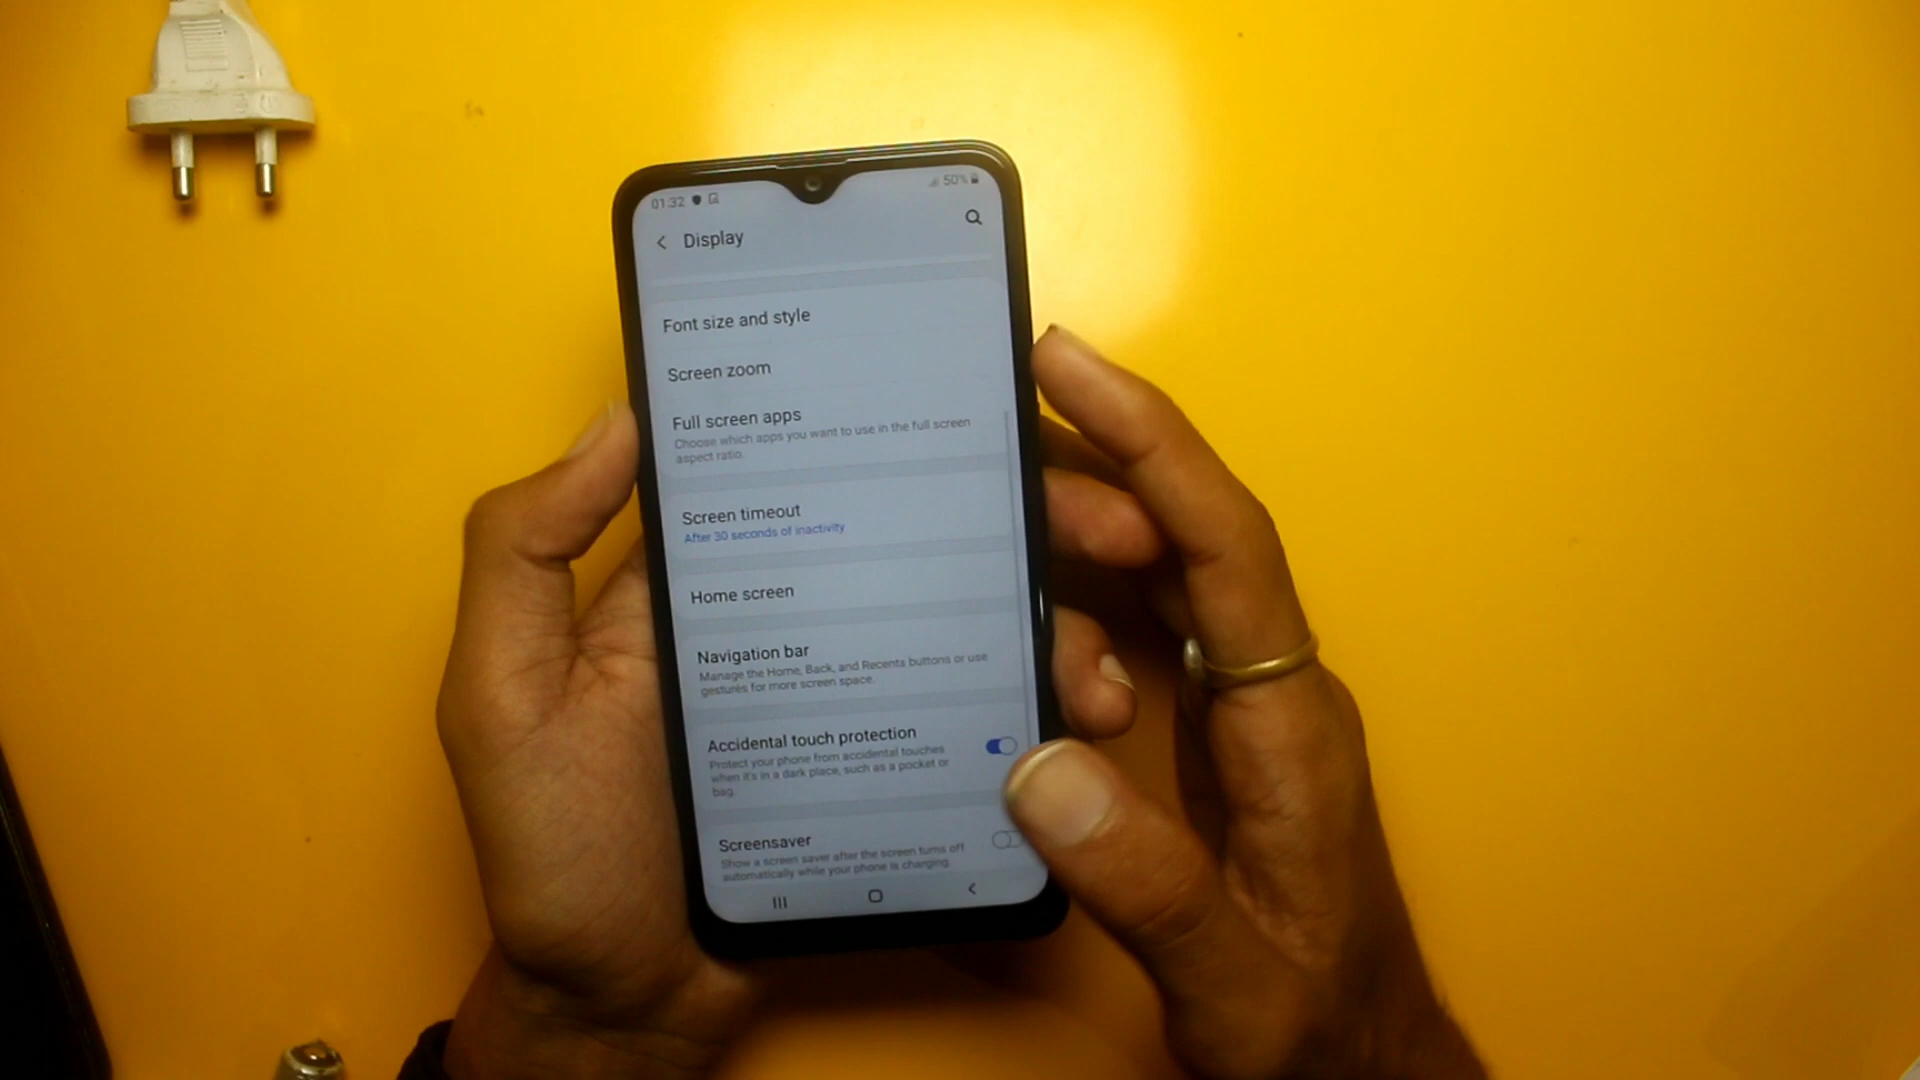 01:32
50%
Display
Font size and style
Screen zoom
Full screen apps
Choose which apps you want to use in the full screen
aspect ratio.
Screen timeout
After 30 seconds of inactivity
Home screen
Navigation bar
Manage the Home, Back, and Recents buttons or use
gestures for more screen space.
Accidental touch protection
Protect your phone from accidental touches
when it's in a dark place, such as a pocket or
bag.
Screensaver
Show a screen saver after the screen turns off
automatically while your phone is charging.